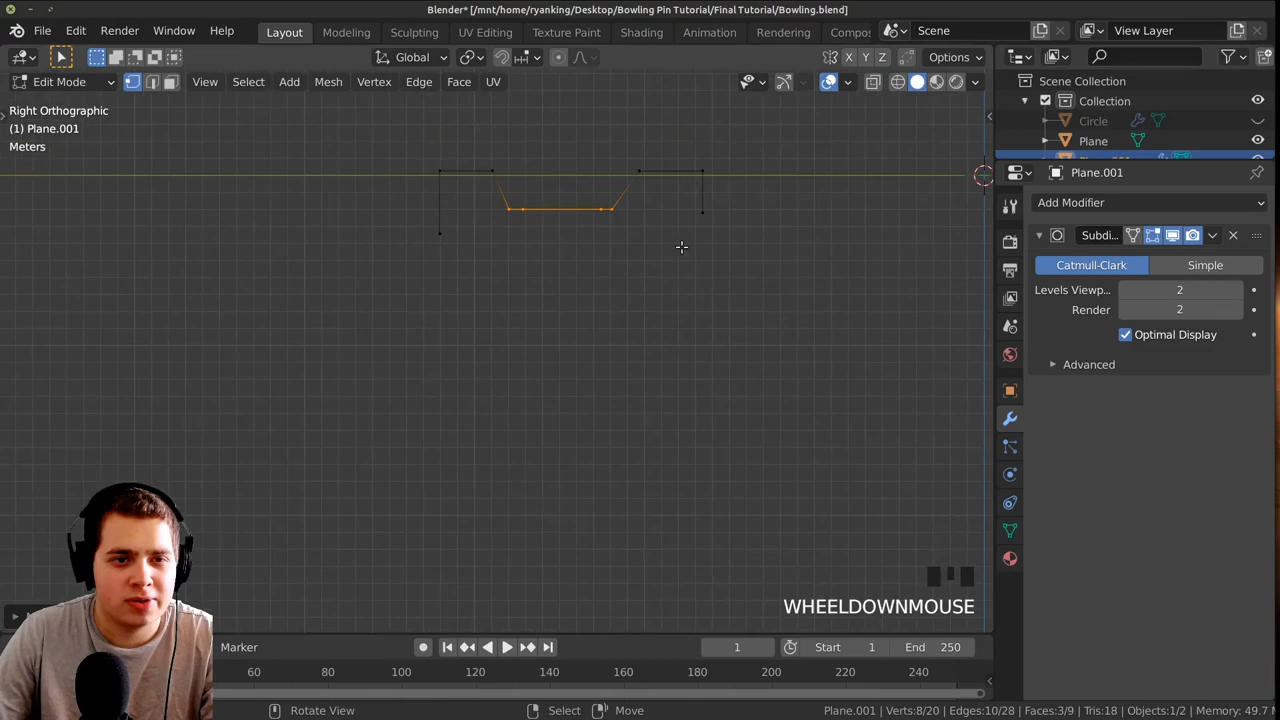 Blender* [/mnt/home/ryanking/Desktop/Bowling Pin Tutorial/Final Tutorial/Bowling.blend]
File Edit Render Window Help Layout Modeling Sculpting UV Editing Texture Paint Shading Animation Rendering Compos Scene View Layer
Global X Y Z Options
Edit Mode View Select Add Mesh Vertex Edge Face UV
Scene Collection
Collection
Circle
Plane
Right Orthographic
(1) Plane.001
Meters
Plane.001
Add Modifier
Subdi...
Catmull-Clark Simple
Levels Viewp... 2
Render 2
Optimal Display
Advanced
WHEELDOWNMOUSE
Marker 1 Start 1 End 250
60 80 100 120 140 160 180 200 220 240
Rotate View Select Move Plane.001 | Verts:8/20 | Edges:10/28 | Faces:3/9 | Tris:18 | Objects:1/2 | Memory: 49.7 M